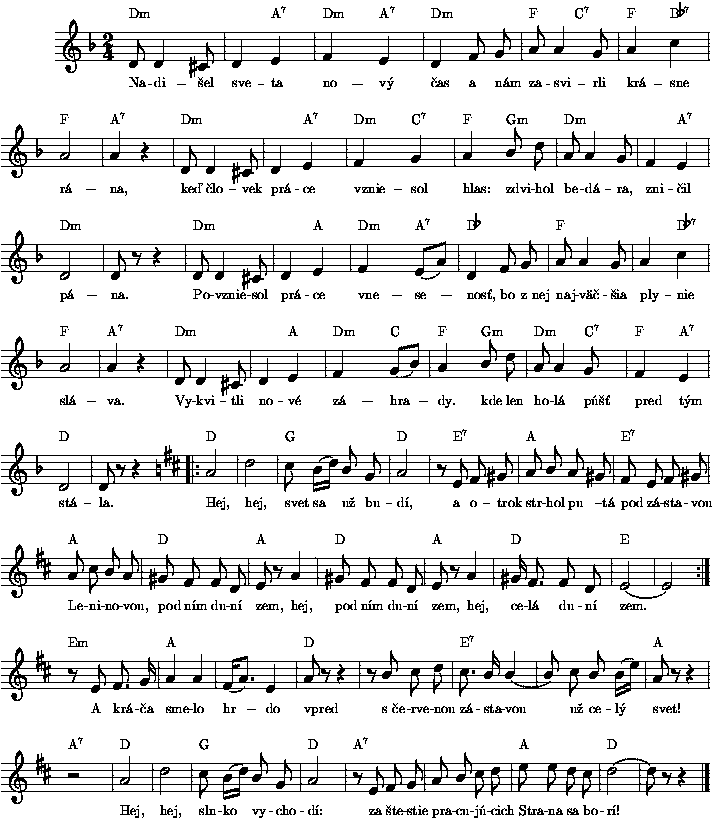 Dm A7 Dm A7 Dm F C7 F B♭7
2 4
Na-di-šel sve-ta no-vý čas a nám za-svi-rli krá-sne
F A7 Dm A7 Dm C7 F Gm Dm A7
rá-na, keď člo-vek prá-ce vznie-sol hlas: zdvi-hol be-dá-ra, zni-čil
Dm Dm A Dm A7 B♭ F B♭7
pá-na. Po-vznie-sol prá-ce vne-se-nosť, bo z nej naj-väč-šia ply-nie
F A7 Dm A Dm C F Gm Dm C7 F A7
slá-va. Vy-kvi-tli no-vé zá-hra-dy. kde len ho-lá púšť pred tým
D D G D E7 A E7
stá-la. Hej, hej, svet sa už bu-dí, a o-trok str-hol pu-tá pod zá-sta-vou
A D A D A D E
Le-ni-no-vou, pod ním du-ní zem, hej, pod ním du-ní zem, hej, ce-lá du-ní zem.
Em A D E7 A
A krá-ča sme-lo hr-do vpred s če-rve-nou zá-sta-vou už ce-lý svet!
A7 D G D A7 A D
Hej, hej, sln-ko vy-cho-dí: za šte-stie pra-cu-jú-cich Stra-na sa bo-rí!